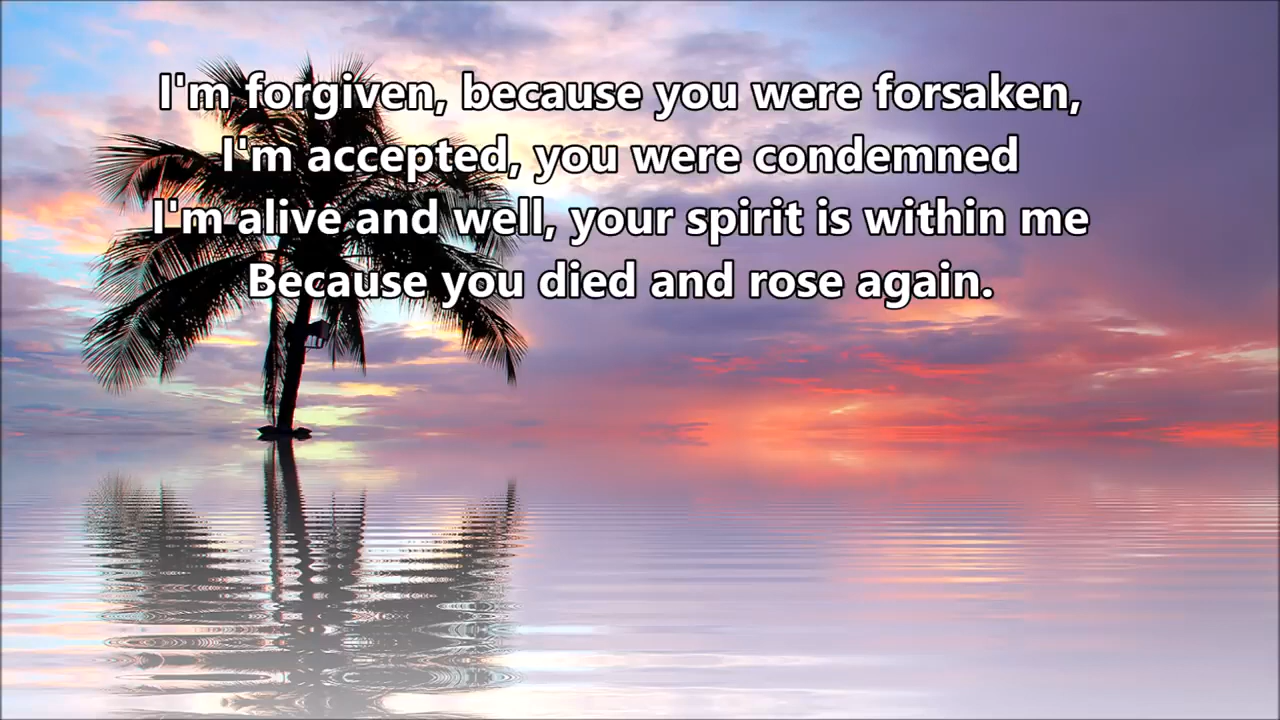 I'm forgiven, because you were forsaken,
I'm accepted, you were condemned
I'm alive and well, your spirit is within me
Because you died and rose again.